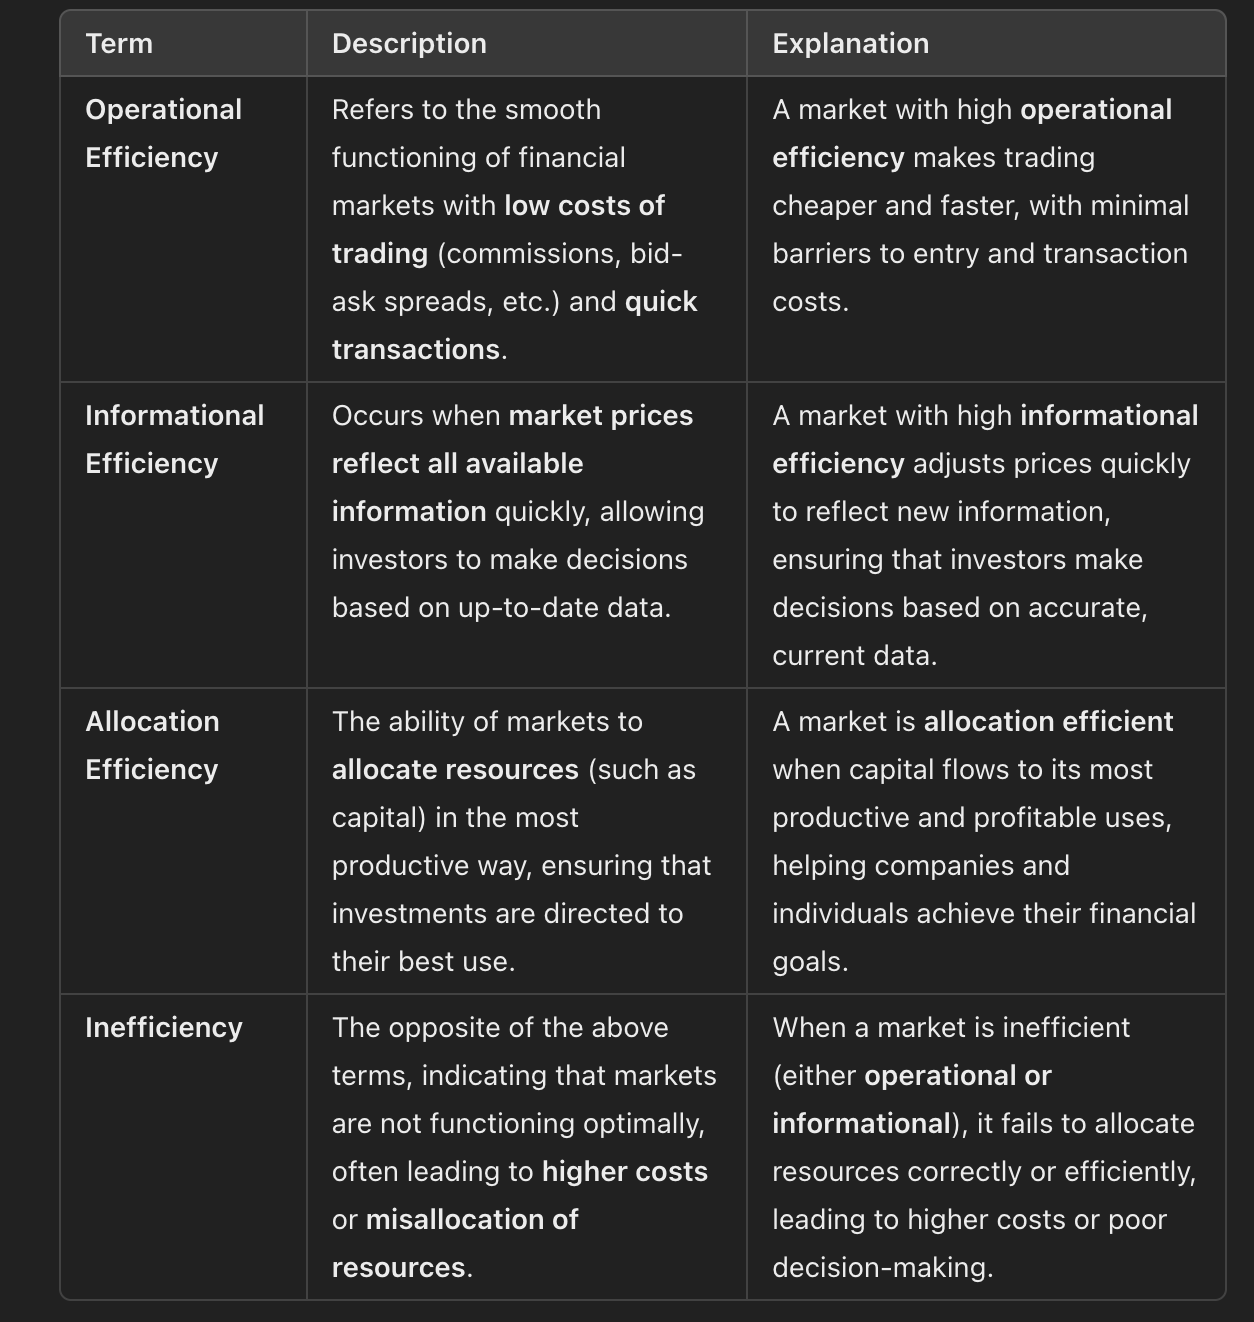 Term
Description
Explanation
Operational
Efficiency
Refers to the smooth
functioning of financial
markets with low costs of
trading (commissions, bid-
ask spreads, etc.) and quick
transactions.
A market with high operational
efficiency makes trading
cheaper and faster, with minimal
barriers to entry and transaction
costs.
Informational
Efficiency
Occurs when market prices
reflect all available
information quickly, allowing
investors to make decisions
based on up-to-date data.
A market with high informational
efficiency adjusts prices quickly
to reflect new information,
ensuring that investors make
decisions based on accurate,
current data.
Allocation
Efficiency
The ability of markets to
allocate resources (such as
capital) in the most
productive way, ensuring that
investments are directed to
their best use.
A market is allocation efficient
when capital flows to its most
productive and profitable uses,
helping companies and
individuals achieve their financial
goals.
Inefficiency
The opposite of the above
terms, indicating that markets
are not functioning optimally,
often leading to higher costs
or misallocation of
resources.
When a market is inefficient
(either operational or
informational), it fails to allocate
resources correctly or efficiently,
leading to higher costs or poor
decision-making.